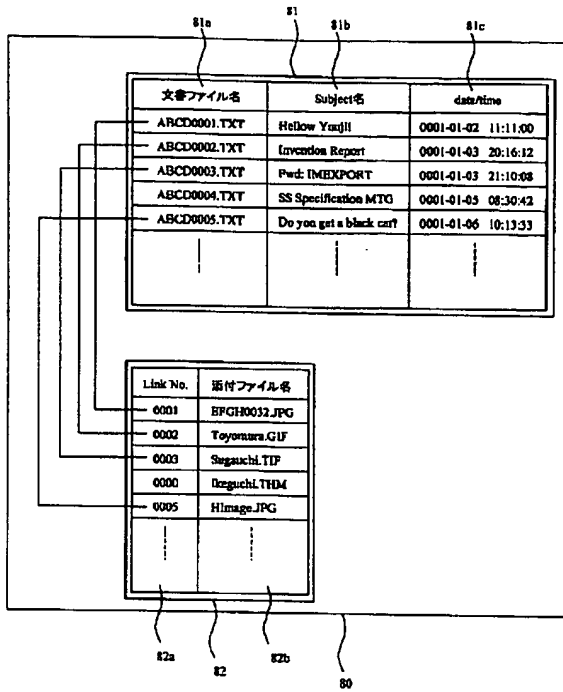 81a 81 81b 81c
文書ファイル名 Subject名 date/time
ABCD0001.TXT Hellow Yuujii 0001-01-02 11:11:00
ABCD0002.TXT Invention Report 0001-01-03 20:16:12
ABCD0003.TXT Fwd: IMEXPORT 0001-01-03 21:10:08
ABCD0004.TXT SS Specification MTG 0001-01-05 08:30:42
ABCD0005.TXT Do you get a black car? 0001-01-06 10:13:33
Link No. 添付ファイル名
0001 EFGH0032.JPG
0002 Toyomura.GIF
0003 Sugauchi.TIF
0000 Ikeguchi.THM
0005 HImage.JPG
82a 82 82b 80